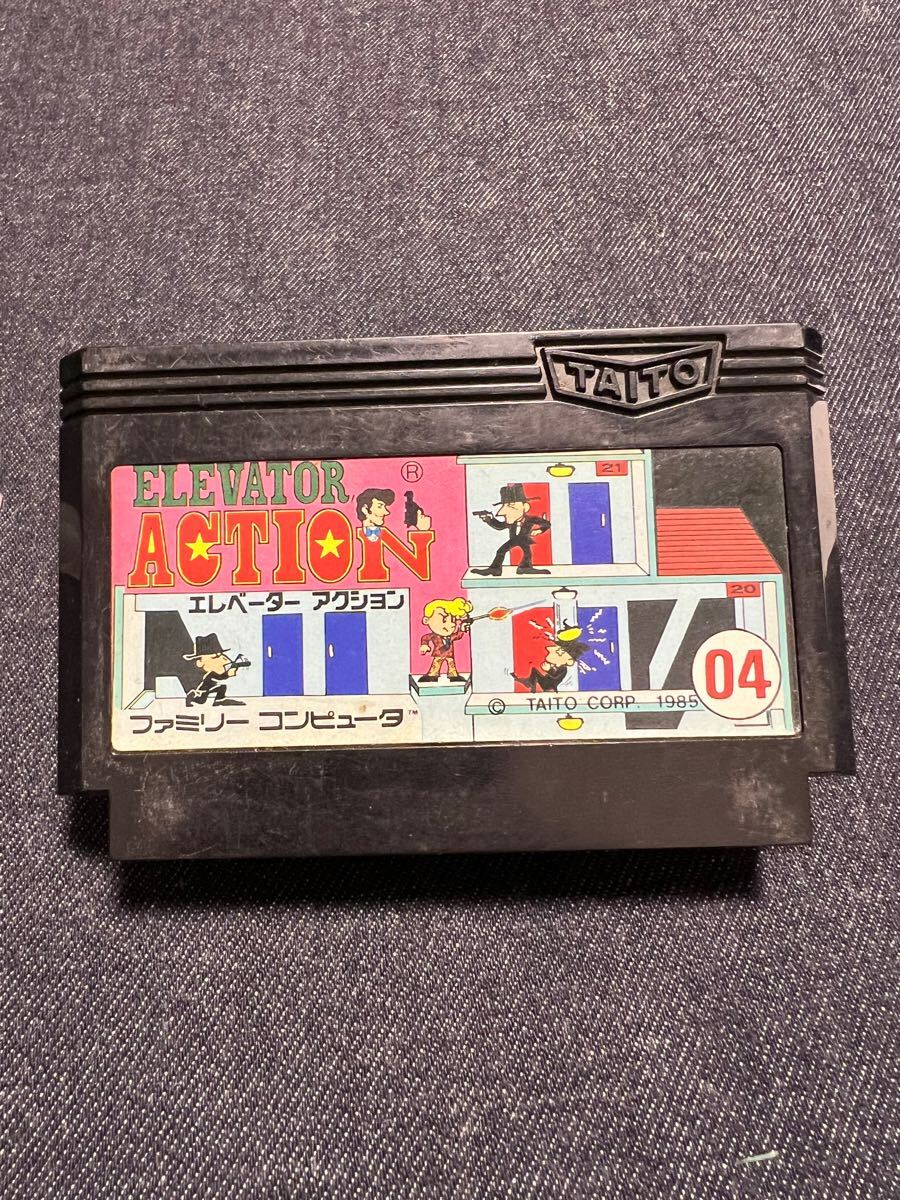 TAITO
ELEVATOR ®
ACTION
エレベーター アクション
21
20
04
© TAITO CORP. 1985
ファミリー コンピュータ™